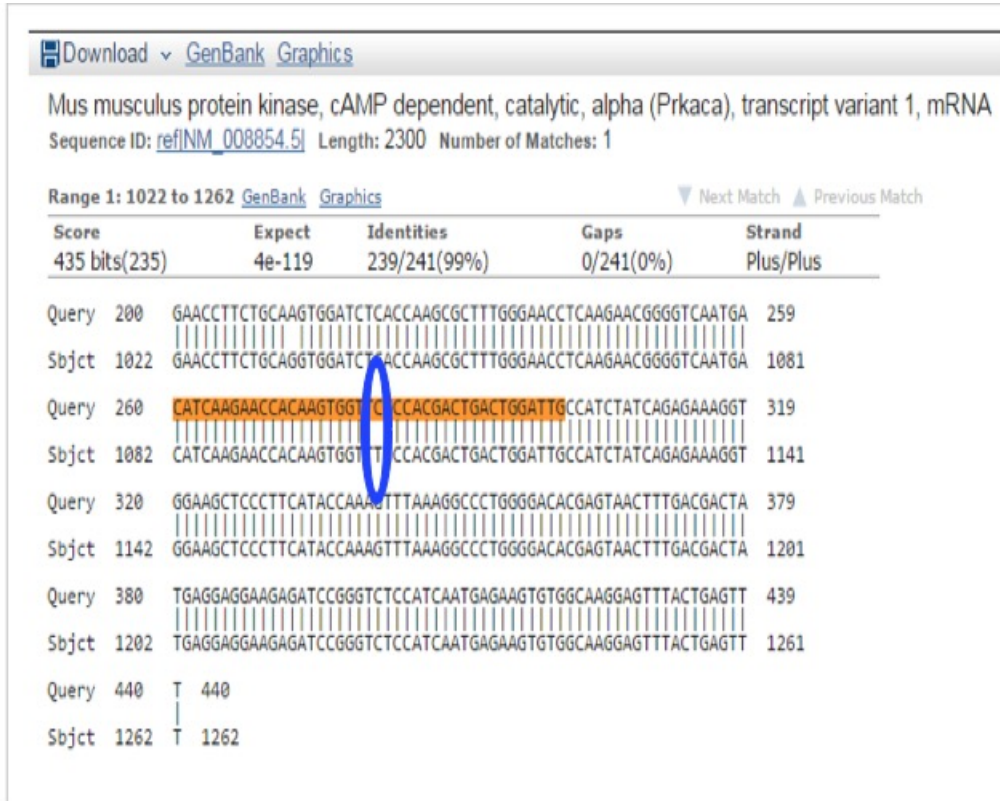 Download GenBank Graphics
Mus musculus protein kinase, cAMP dependent, catalytic, alpha (Prkaca), transcript variant 1, mRNA
Sequence ID: ref|NM_008854.5| Length: 2300 Number of Matches: 1
Range 1: 1022 to 1262 GenBank Graphics Next Match Previous Match
Score Expect Identities Gaps Strand
435 bits(235) 4e-119 239/241(99%) 0/241(0%) Plus/Plus
Query 200 GAACCTTCTGCAAGTGGATCTCACCAAGCGCTTTGGGAACCTCAAGAACGGGGTCAATGA 259
Sbjct 1022 GAACCTTCTGCAGGTGGATCTCACCAAGCGCTTTGGGAACCTCAAGAACGGGGTCAATGA 1081
Query 260 CATCAAGAACCACAAGTGGTTCGCCACGACTGACTGGATTGCCATCTATCAGAGAAAGGT 319
Sbjct 1082 CATCAAGAACCACAAGTGGTTTGCCACGACTGACTGGATTGCCATCTATCAGAGAAAGGT 1141
Query 320 GGAAGCTCCCTTCATACCAAAGTTTAAAGGCCCTGGGGACACGAGTAACTTTGACGACTA 379
Sbjct 1142 GGAAGCTCCCTTCATACCAAAGTTTAAAGGCCCTGGGGACACGAGTAACTTTGACGACTA 1201
Query 380 TGAGGAGGAAGAGATCCGGGTCTCCATCAATGAGAAGTGTGGCAAGGAGTTTACTGAGTT 439
Sbjct 1202 TGAGGAGGAAGAGATCCGGGTCTCCATCAATGAGAAGTGTGGCAAGGAGTTTACTGAGTT 1261
Query 440 T 440
Sbjct 1262 T 1262